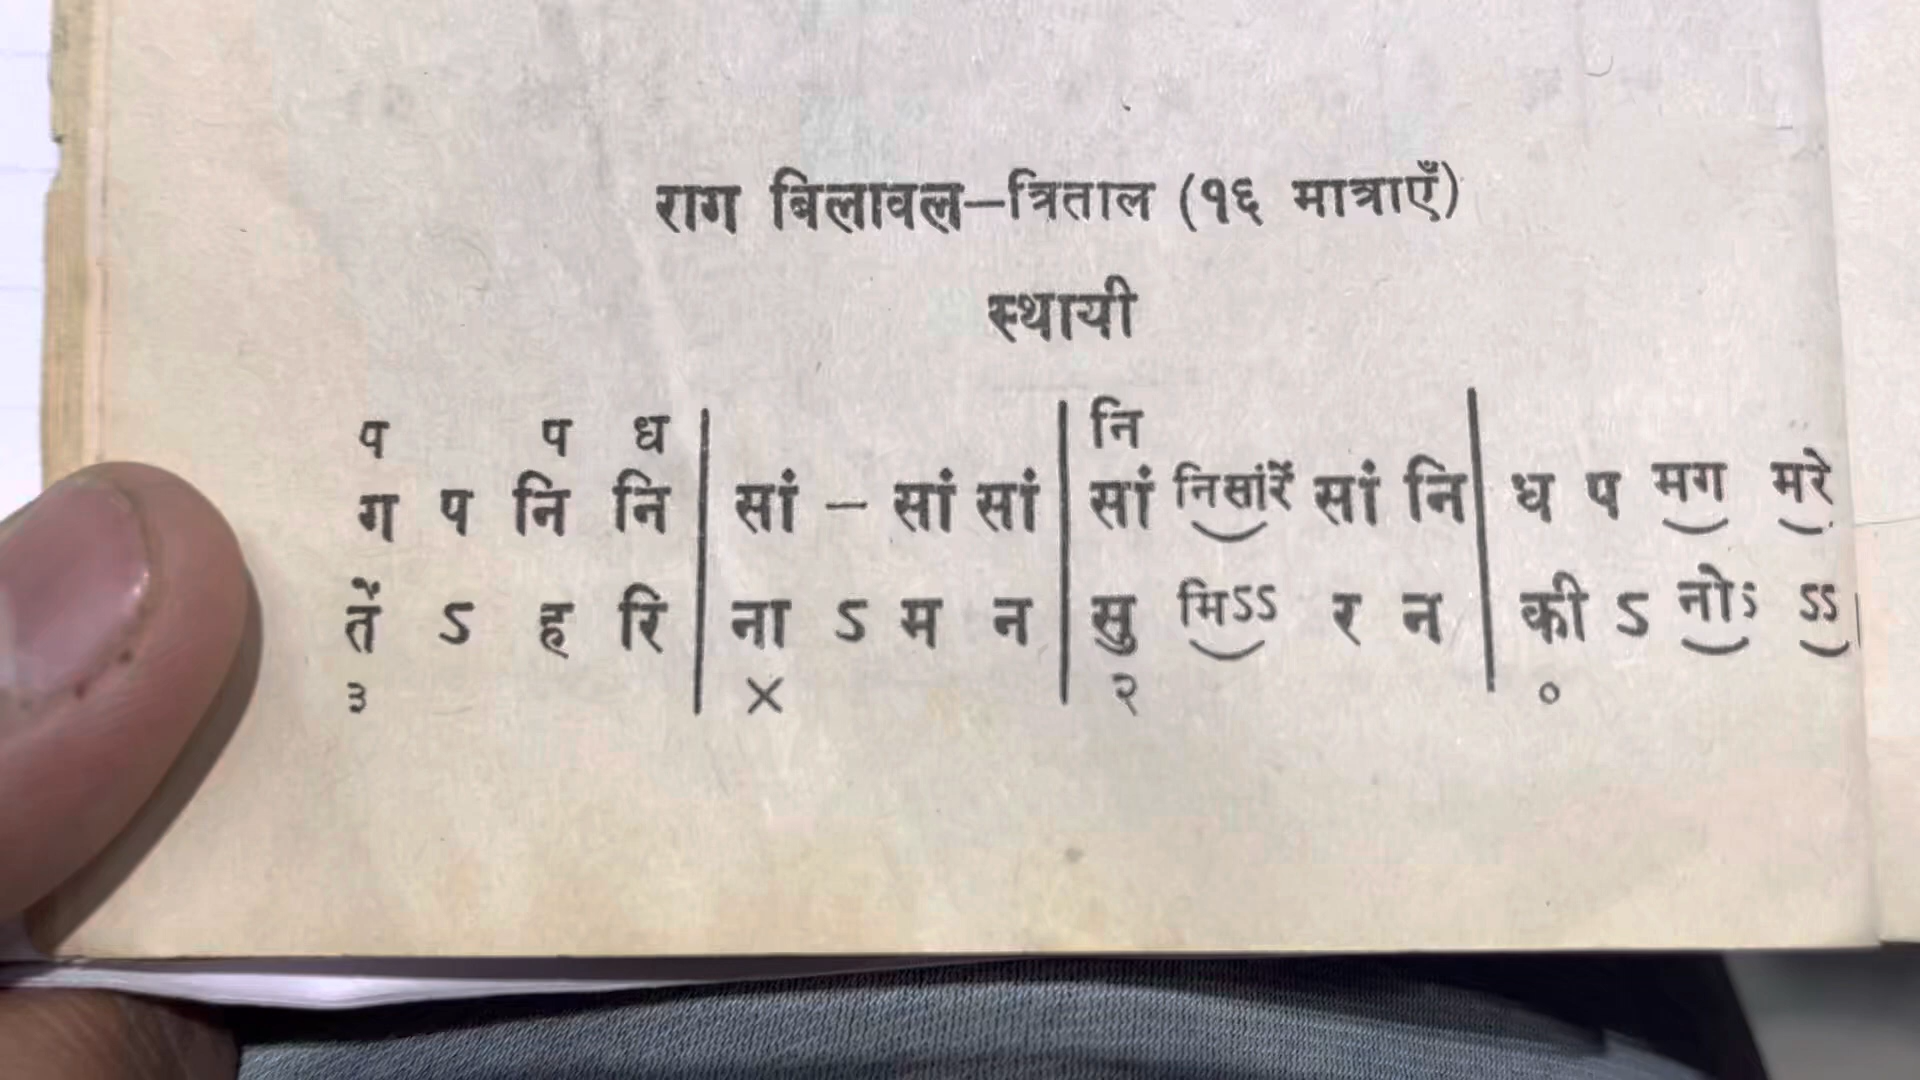 राग बिलावल—त्रिताल (१६ मात्राएँ)
स्थायी
प प ध | | नि |
ग प नि नि | सां – सां सां | सां निसांरें सां नि | ध प मग मरे
तें ऽ ह रि | ना ऽ म न | सु मिऽऽ र न | की ऽ नोऽ ऽऽ |
३ X २ ०